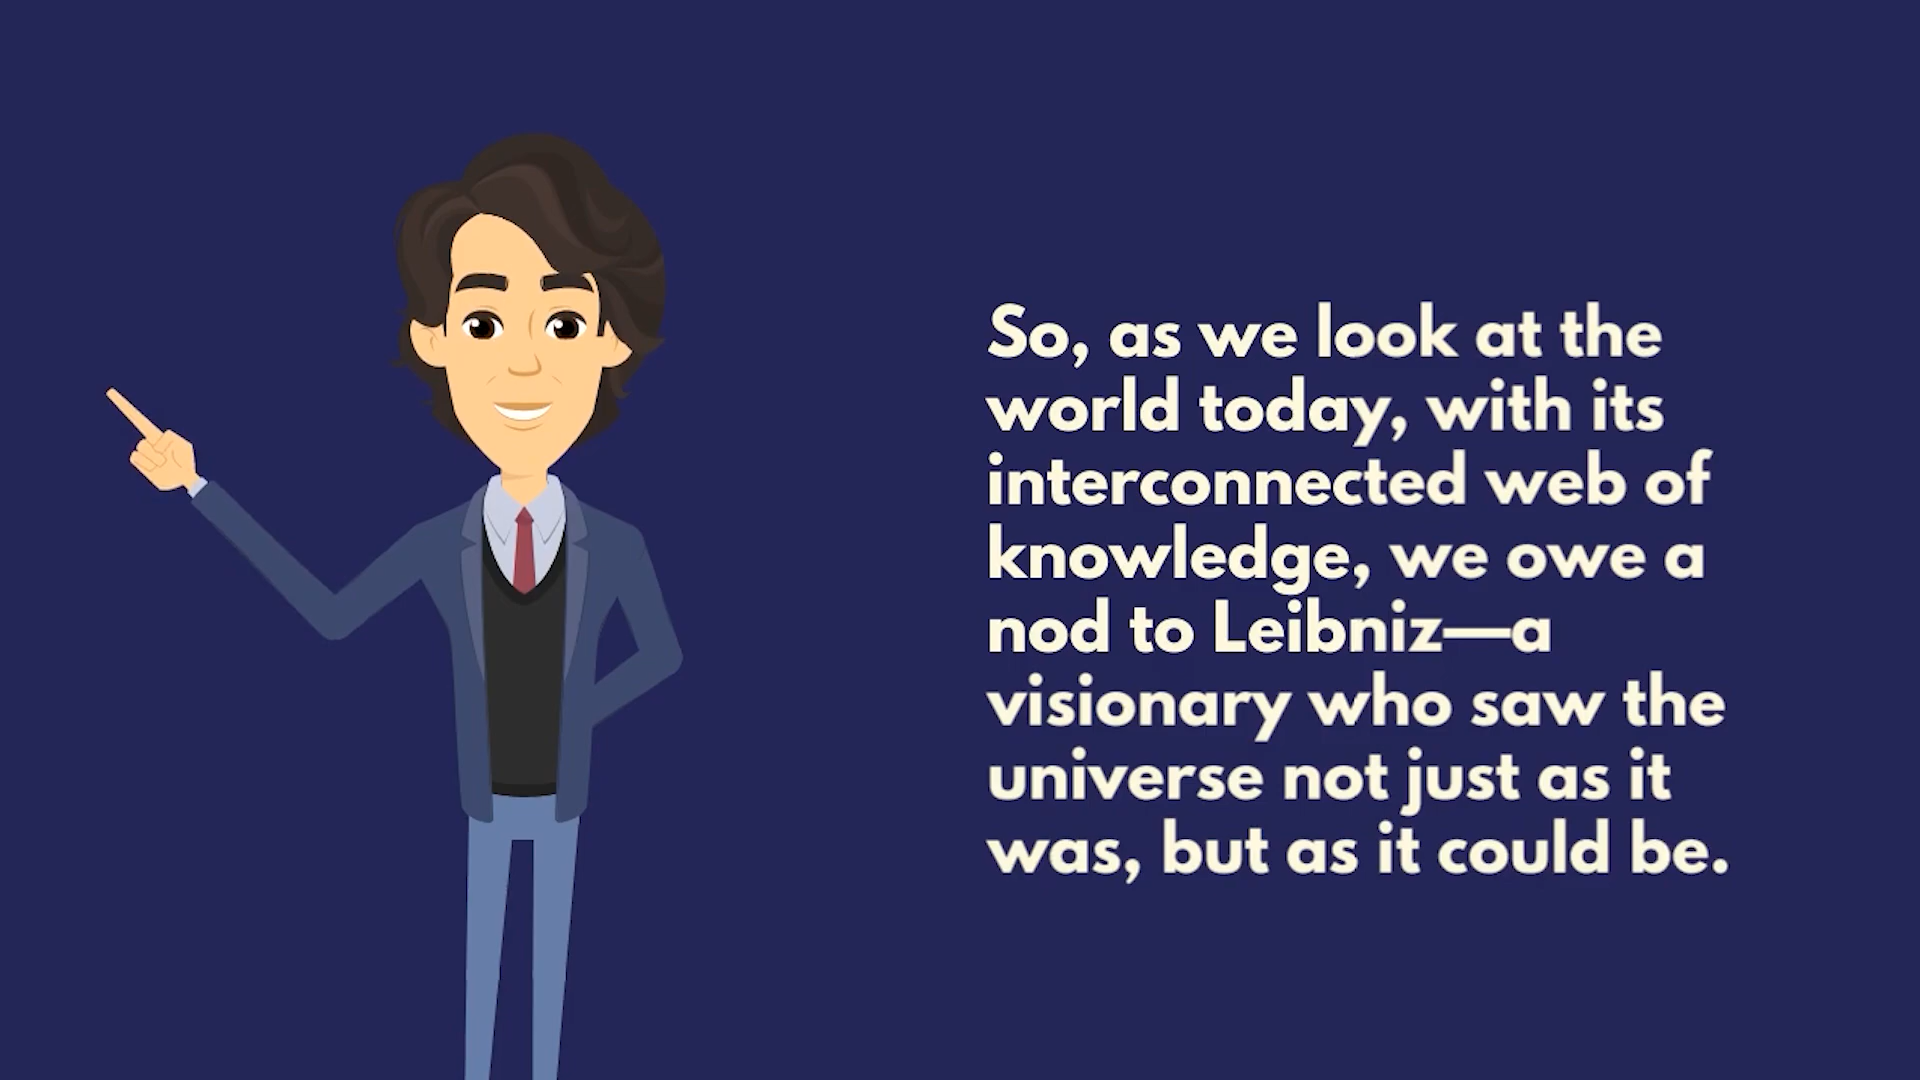 So, as we look at the
world today, with its
interconnected web of
knowledge, we owe a
nod to Leibniz—a
visionary who saw the
universe not just as it
was, but as it could be.